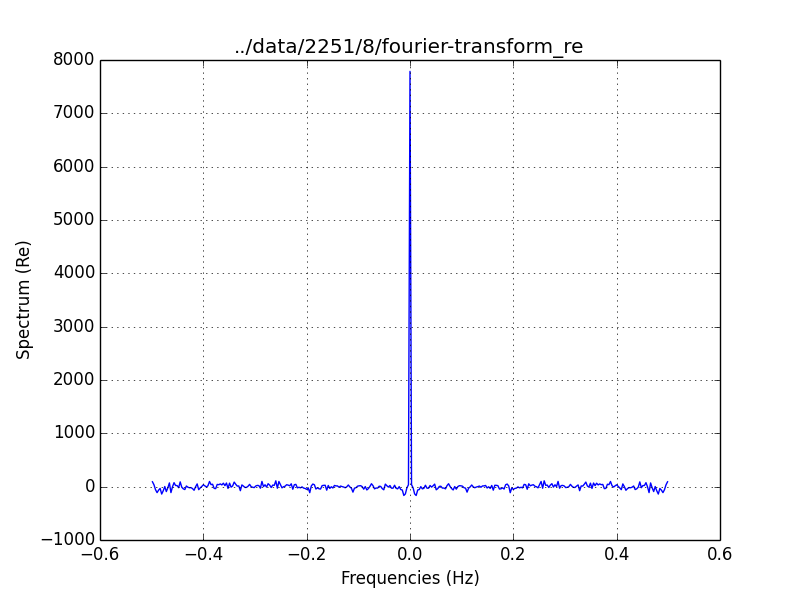 ../data/2251/8/fourier-transform_re
8000
7000
6000
5000
4000
3000
2000
1000
0
−1000
Spectrum (Re)
−0.6 −0.4 −0.2 0.0 0.2 0.4 0.6
Frequencies (Hz)